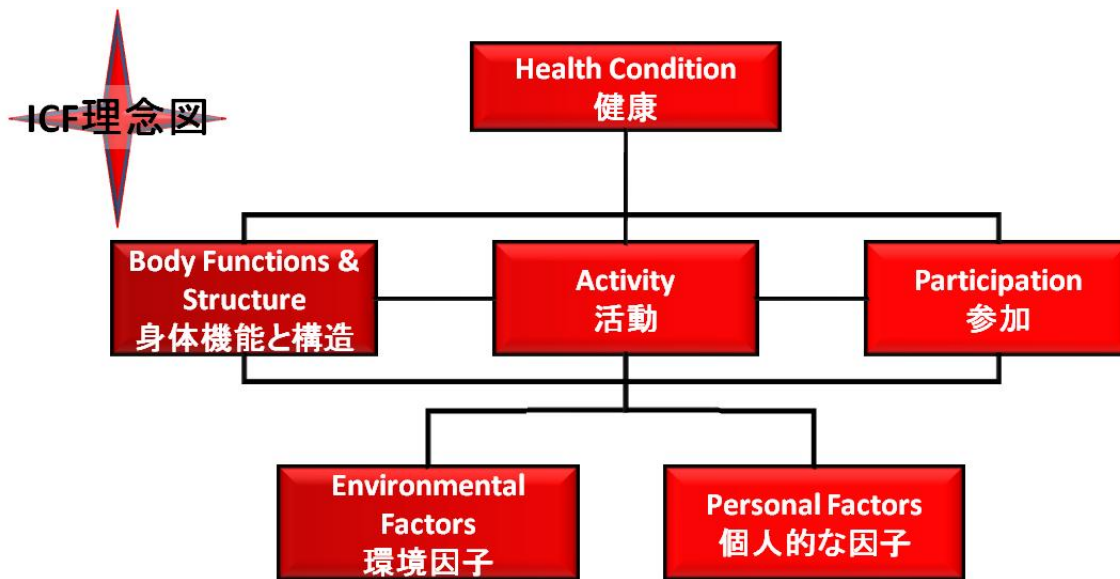 ICF理念図
Health Condition
健康
Body Functions &
Structure
身体機能と構造
Activity
活動
Participation
参加
Environmental
Factors
環境因子
Personal Factors
個人的な因子